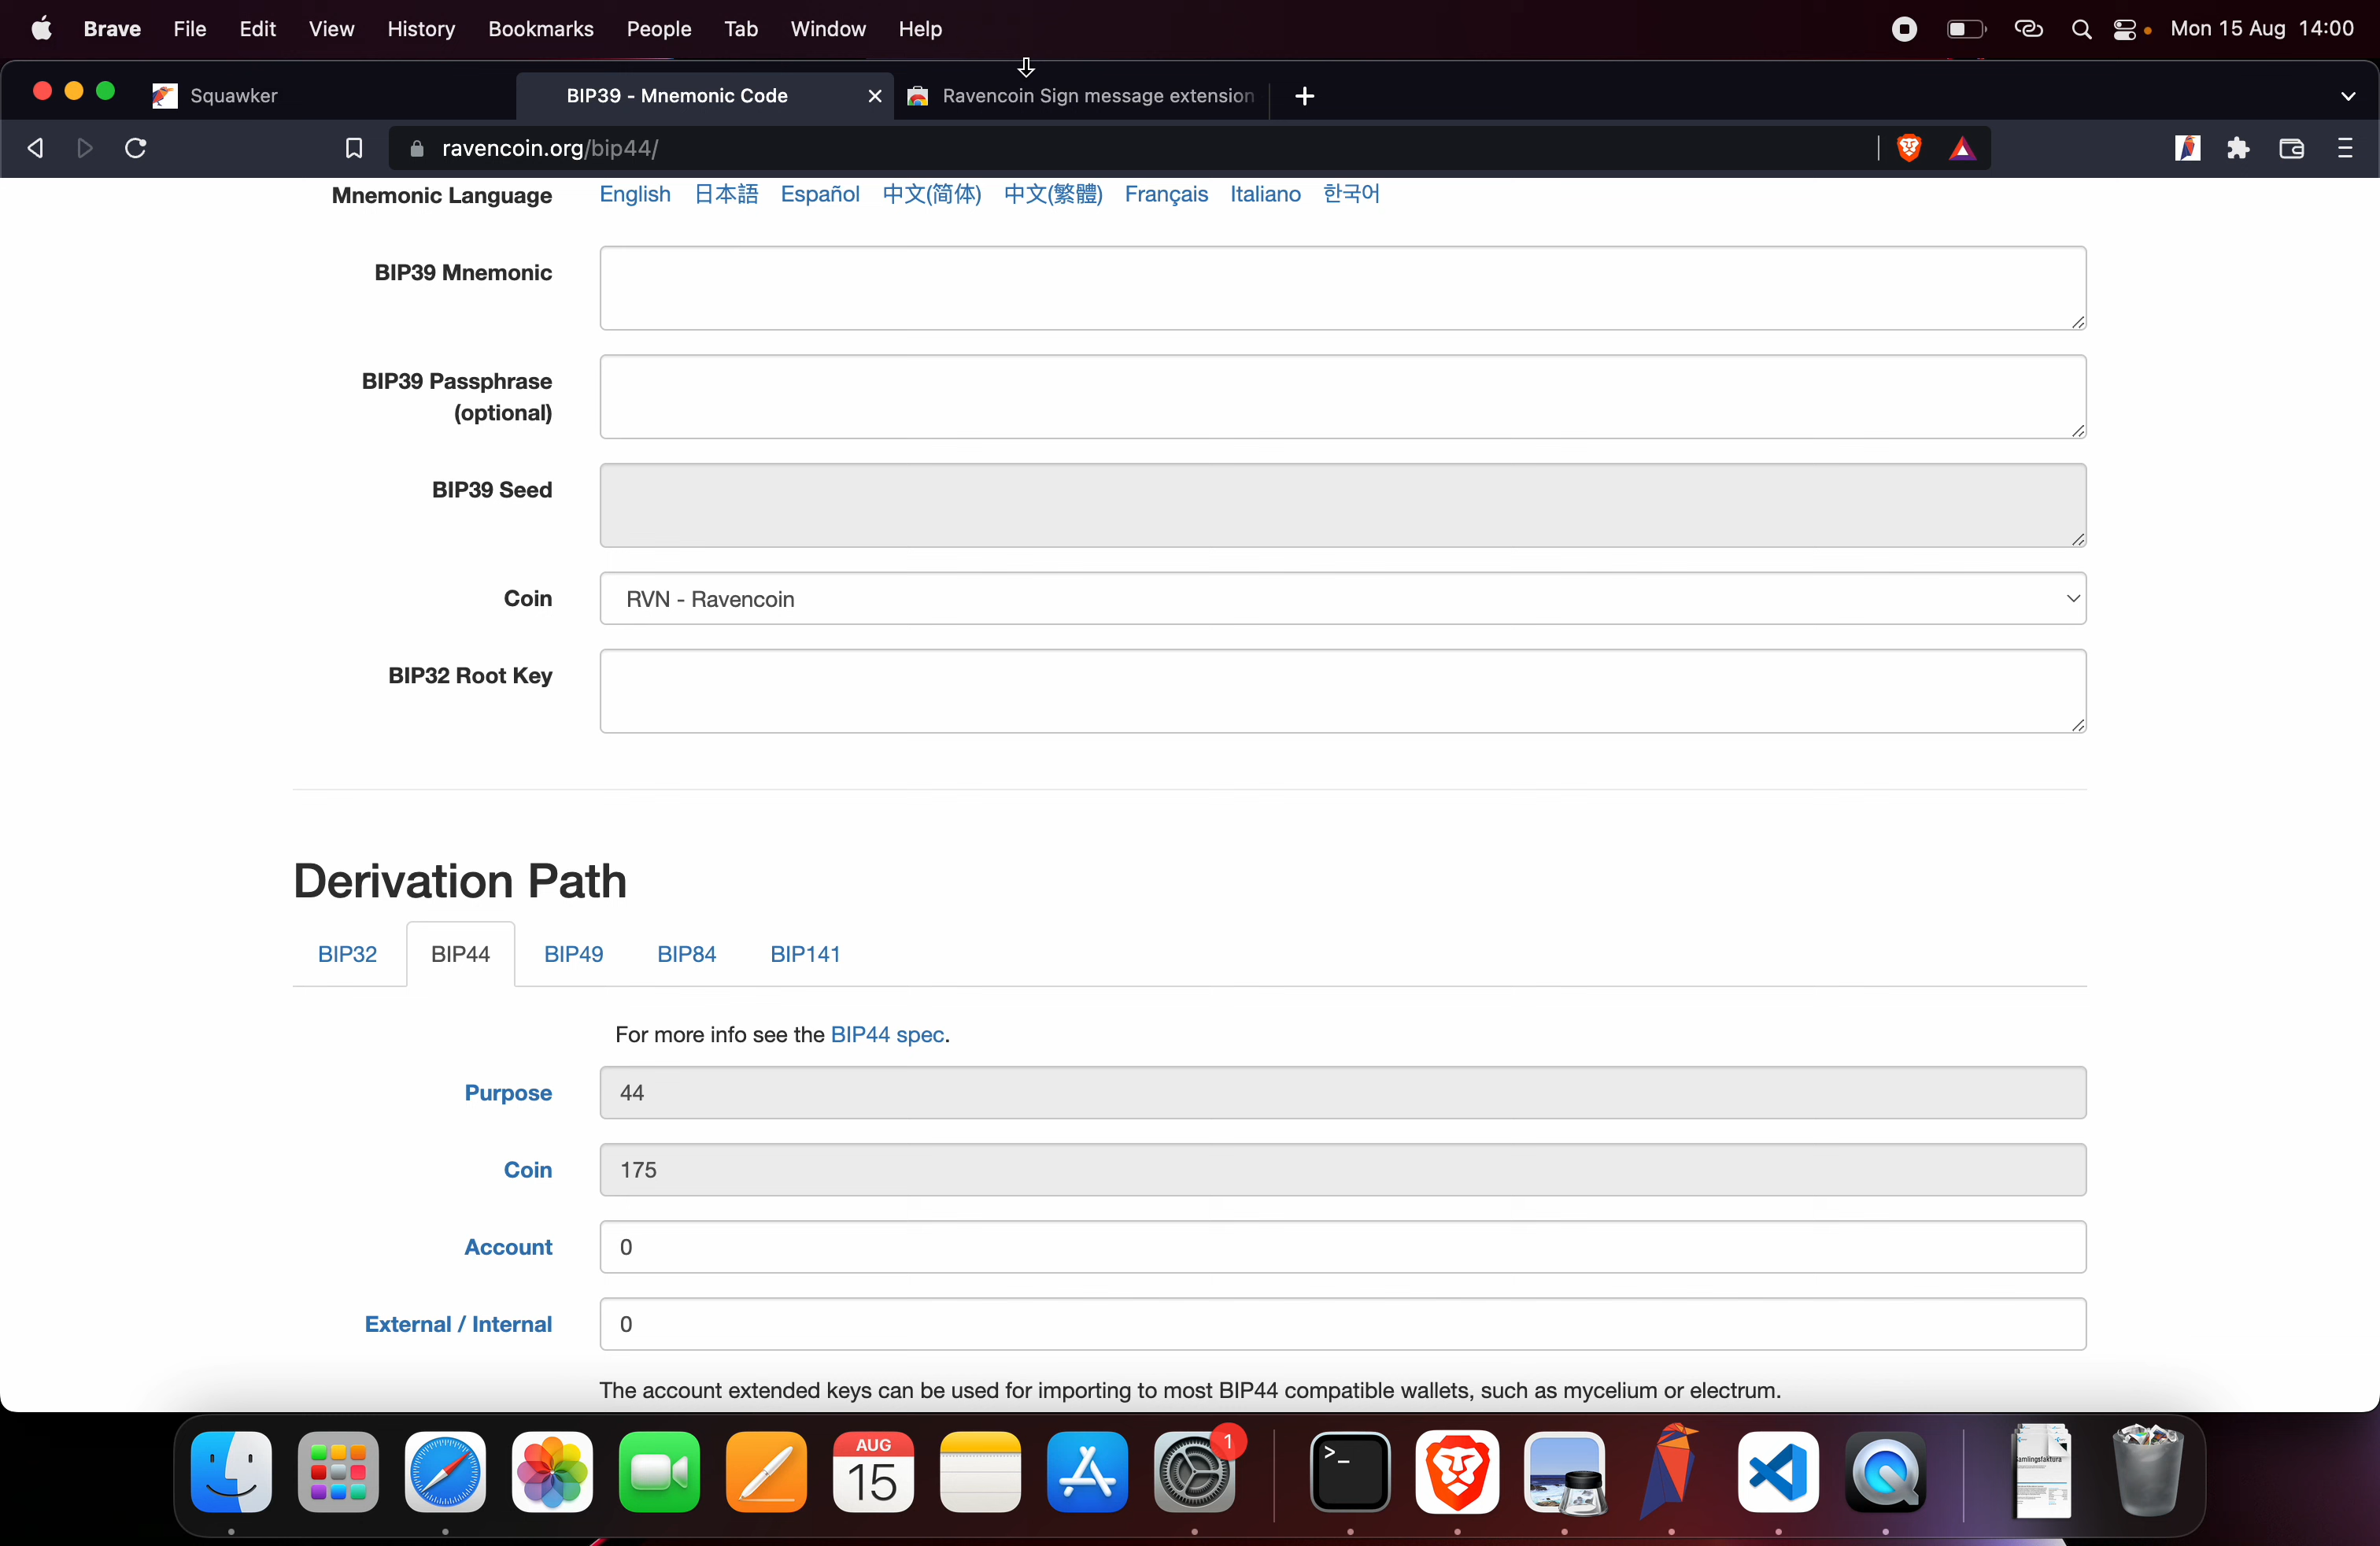 Brave File Edit View History Bookmarks People Tab Window Help Mon 15 Aug 14:00
Squawker BIP39 - Mnemonic Code Ravencoin Sign message extension
ravencoin.org/bip44/
Mnemonic Language English 日本語 Español 中文(简体) 中文(繁體) Français Italiano 한국어
BIP39 Mnemonic
BIP39 Passphrase
(optional)
BIP39 Seed
Coin RVN - Ravencoin
BIP32 Root Key
Derivation Path
BIP32 BIP44 BIP49 BIP84 BIP141
For more info see the BIP44 spec.
Purpose 44
Coin 175
Account 0
External / Internal 0
The account extended keys can be used for importing to most BIP44 compatible wallets, such as mycelium or electrum.
AUG
15
1
>_